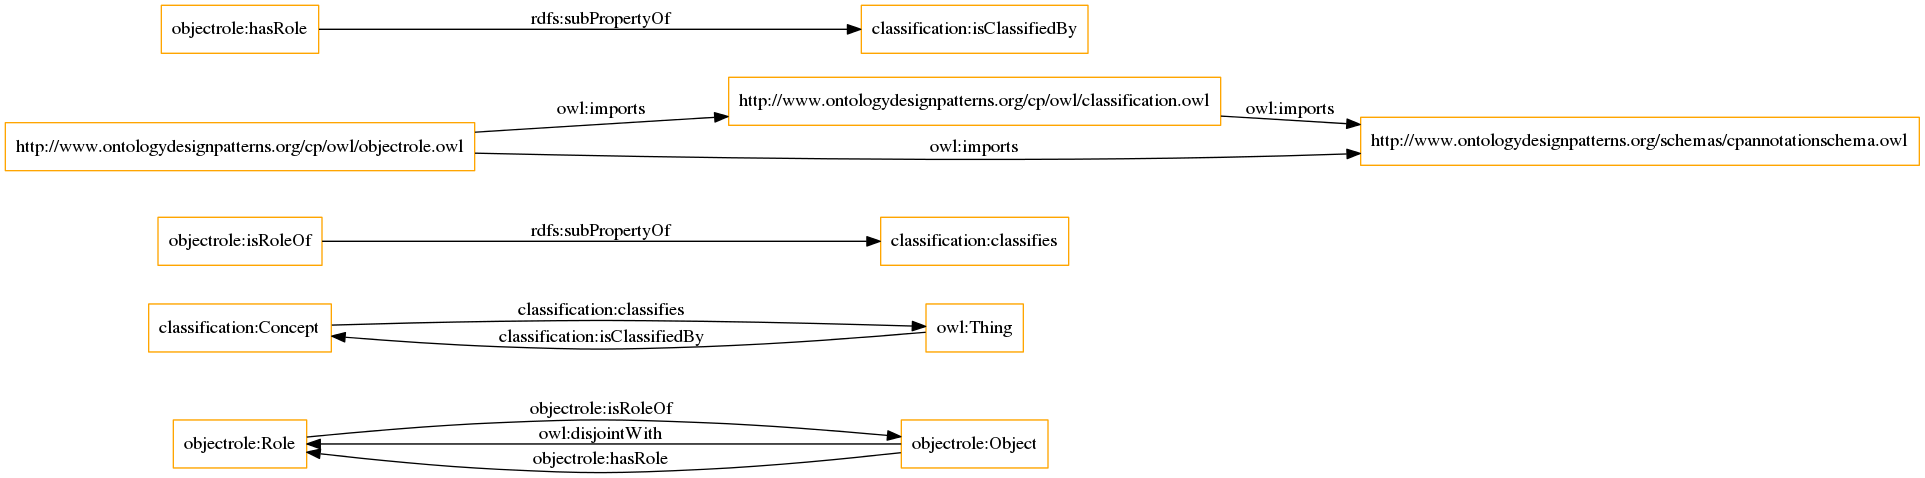 objectrole:hasRole
rdfs:subPropertyOf
classification:isClassifiedBy
http://www.ontologydesignpatterns.org/cp/owl/objectrole.owl
owl:imports
http://www.ontologydesignpatterns.org/cp/owl/classification.owl
owl:imports
owl:imports
http://www.ontologydesignpatterns.org/schemas/cpannotationschema.owl
objectrole:isRoleOf
rdfs:subPropertyOf
classification:classifies
classification:Concept
classification:classifies
classification:isClassifiedBy
owl:Thing
objectrole:Role
objectrole:isRoleOf
owl:disjointWith
objectrole:hasRole
objectrole:Object